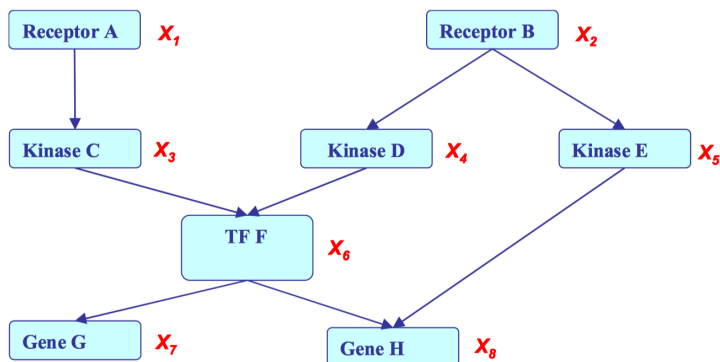 Receptor A
X1
Receptor B
X2
Kinase C
X3
Kinase D
X4
Kinase E
X5
TF F
X6
Gene G
X7
Gene H
X8